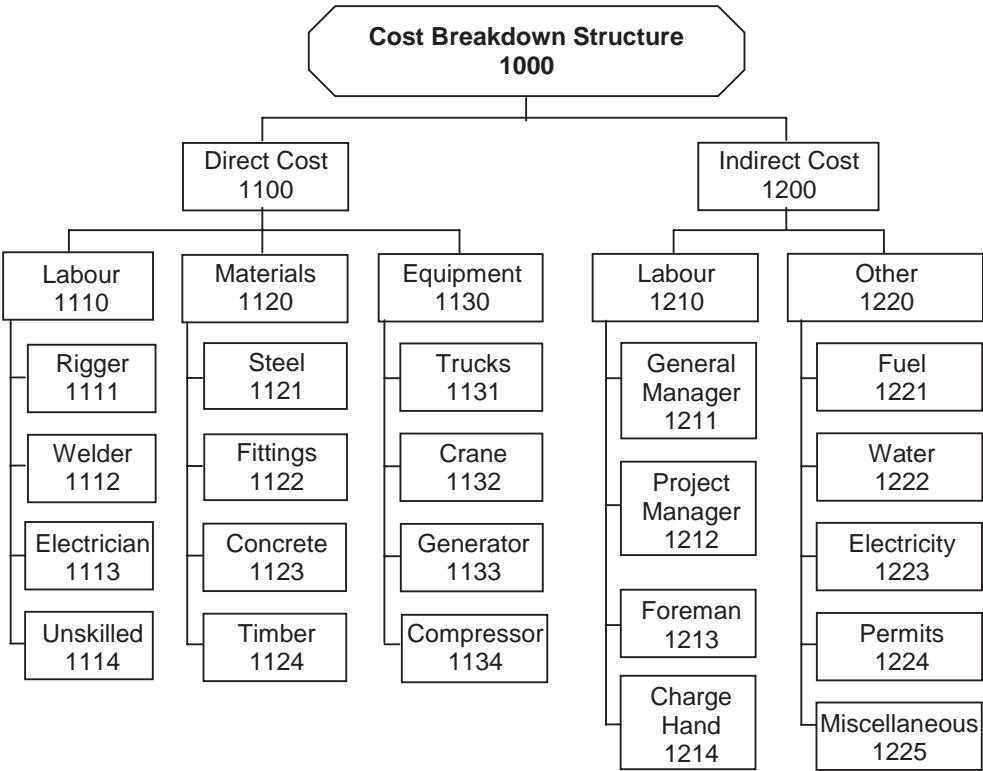 Cost Breakdown Structure
1000
Direct Cost
1100
Indirect Cost
1200
Labour
1110
Materials
1120
Equipment
1130
Labour
1210
Other
1220
Rigger
1111
Welder
1112
Electrician
1113
Unskilled
1114
Steel
1121
Fittings
1122
Concrete
1123
Timber
1124
Trucks
1131
Crane
1132
Generator
1133
Compressor
1134
General
Manager
1211
Project
Manager
1212
Foreman
1213
Charge
Hand
1214
Fuel
1221
Water
1222
Electricity
1223
Permits
1224
Miscellaneous
1225